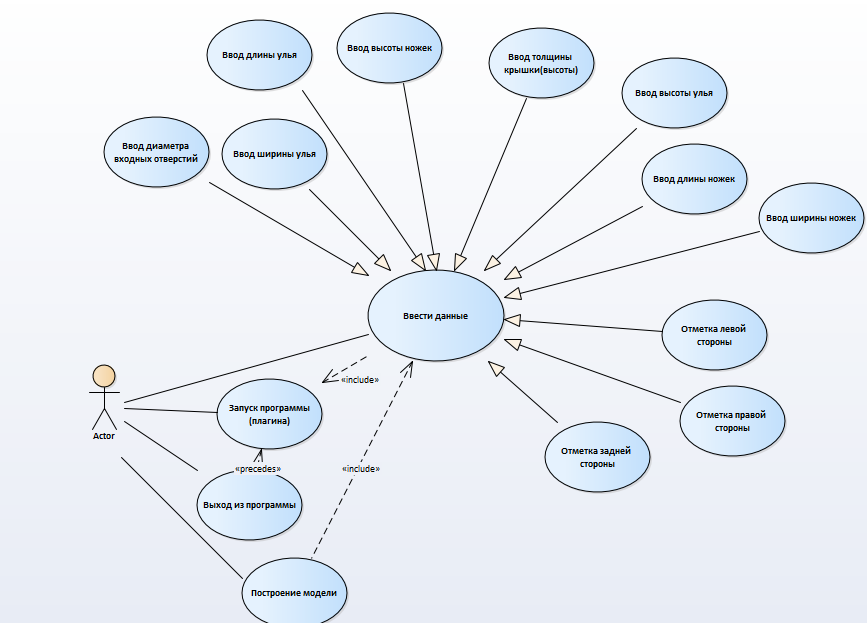 Ввод длины улья
Ввод высоты ножек
Ввод толщины
крышки(высоты)
Ввод высоты улья
Ввод диаметра
входных отверстий
Ввод ширины улья
Ввод длины ножек
Ввод ширины ножек
Ввести данные
Отметка левой
стороны
Отметка правой
стороны
Отметка задней
стороны
«include»
Запуск программы
(плагина)
Actor
«precedes»
«include»
Выход из программы
Построение модели